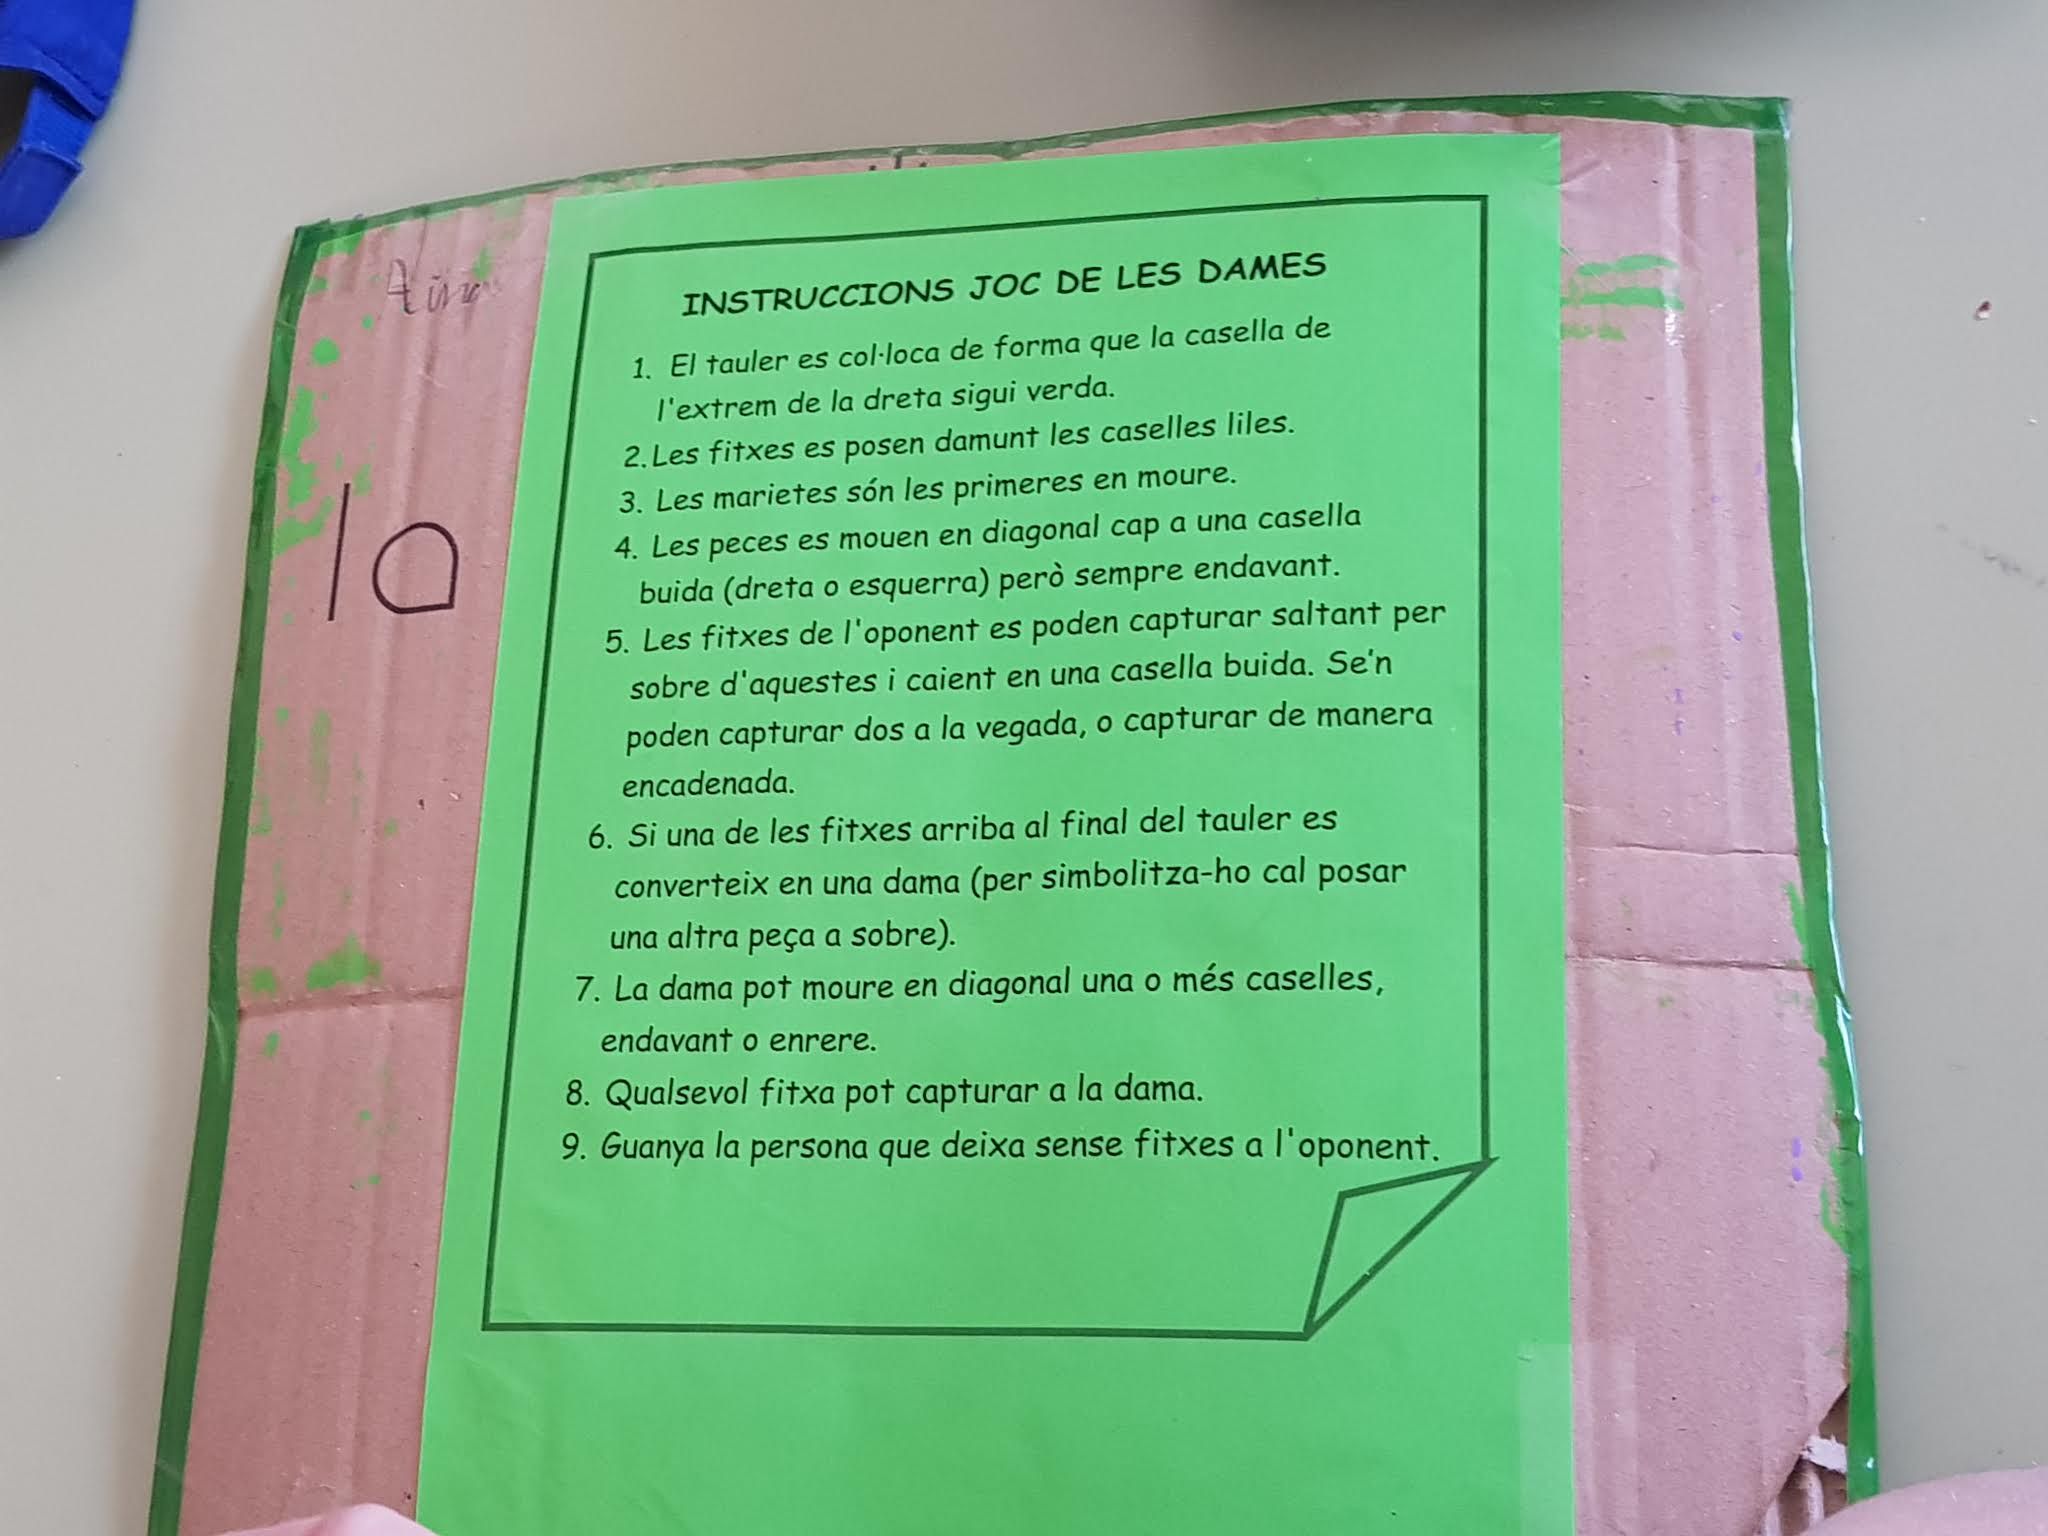 INSTRUCCIONS JOC DE LES DAMES
1. El tauler es col·loca de forma que la casella de
l'extrem de la dreta sigui verda.
2. Les fitxes es posen damunt les caselles liles.
3. Les marietes són les primeres en moure.
4. Les peces es mouen en diagonal cap a una casella
buida (dreta o esquerra) però sempre endavant.
5. Les fitxes de l'oponent es poden capturar saltant per
sobre d'aquestes i caient en una casella buida. Se'n
poden capturar dos a la vegada, o capturar de manera
encadenada.
6. Si una de les fitxes arriba al final del tauler es
converteix en una dama (per simbolitza-ho cal posar
una altra peça a sobre).
7. La dama pot moure en diagonal una o més caselles,
endavant o enrere.
8. Qualsevol fitxa pot capturar a la dama.
9. Guanya la persona que deixa sense fitxes a l'oponent.